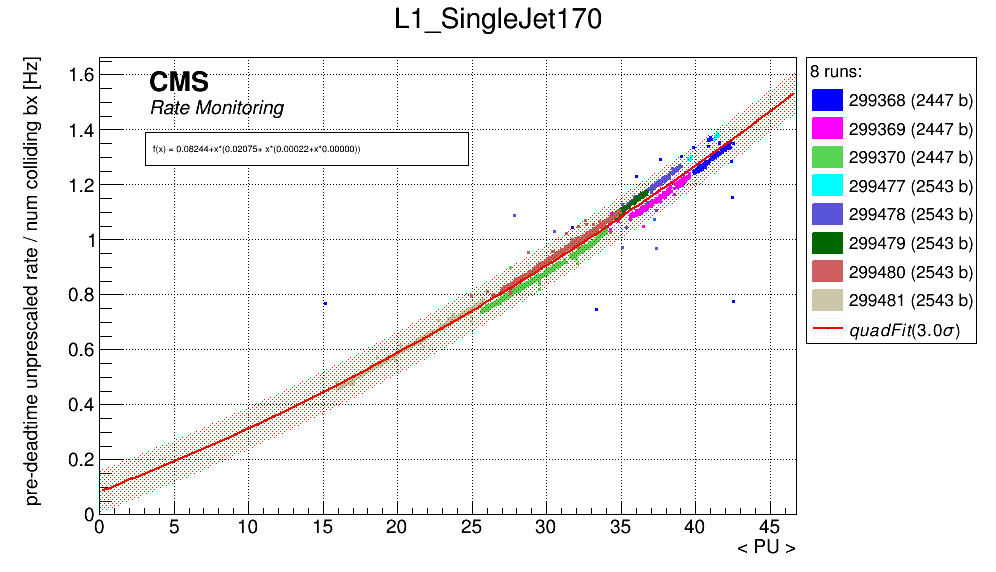 L1_SingleJet170
pre-deadtime unprescaled rate / num colliding bx [Hz]
CMS
Rate Monitoring
f(x) = 0.08244+x*(0.02075+ x*(0.00022+x*0.00000))
1.6
1.4
1.2
1
0.8
0.6
0.4
0.2
0
0 5 10 15 20 25 30 35 40 45
< PU >
8 runs:
299368 (2447 b)
299369 (2447 b)
299370 (2447 b)
299477 (2543 b)
299478 (2543 b)
299479 (2543 b)
299480 (2543 b)
299481 (2543 b)
quadFit(3.0σ)